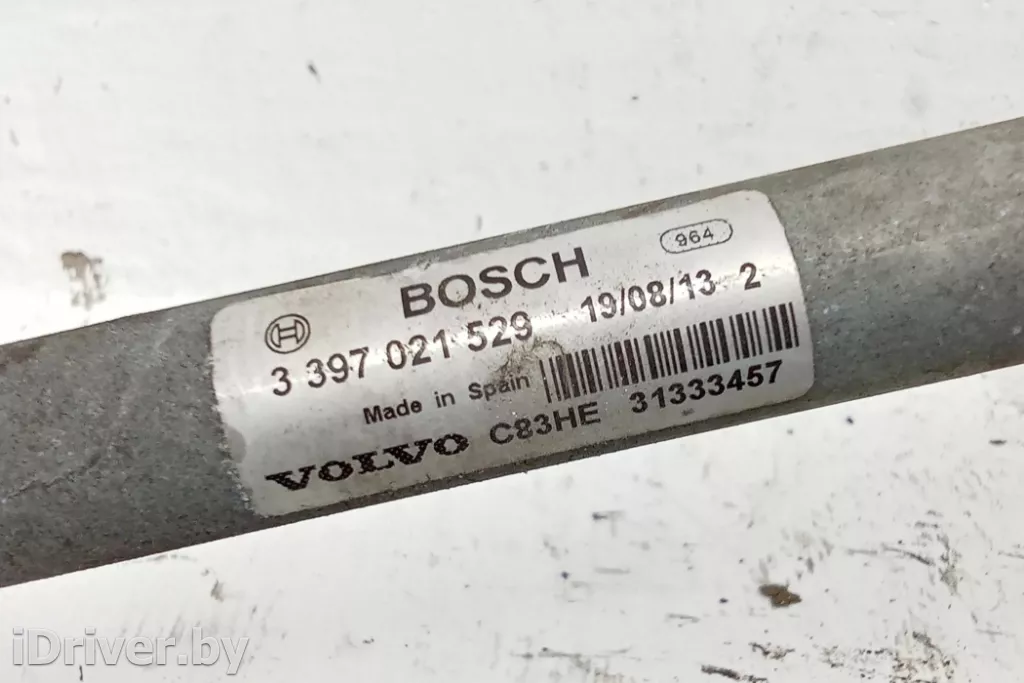 964
BOSCH
3 397 021 529 19/08/13 2
Made in Spain
VOLVO C83HE 31333457
iDriver.by